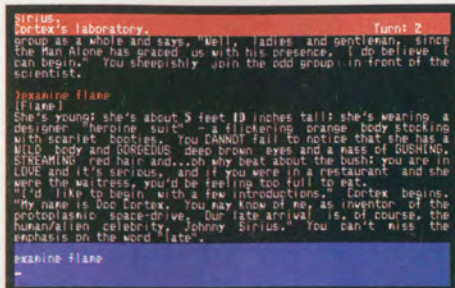 Sirius.
Cortex's laboratory. Turn: 2
group as a whole and says, "Well, ladies and gentleman, since
the Man Alone has graced us with his presence, I do believe I
can begin." You sheepishly join the odd group in front of the
scientist.
>examine flame
[Flame]
She's young; she's about 5 feet 10 inches tall; she's wearing a
designer "heroine suit" - a flickering orange body stocking
with scarlet booties. You CANNOT fail to notice that she has a
WILD body and GORGEOUS deep brown eyes and a mass of GUSHING,
STREAMING red hair and...oh why beat about the bush: you are in
LOVE and it's serious, and if you were in a restaurant and she
were the waitress, you'd be feeling too full to eat.
"I'd like to begin with a few introductions," Cortex begins.
"My name is Doc Cortex. You may know of me, as inventor of the
protoplasmic space-drive. Our late arrival is, of course, the
human/alien celebrity, Johnny Sirius." You can't miss the
emphasis on the word "late".
examine flame